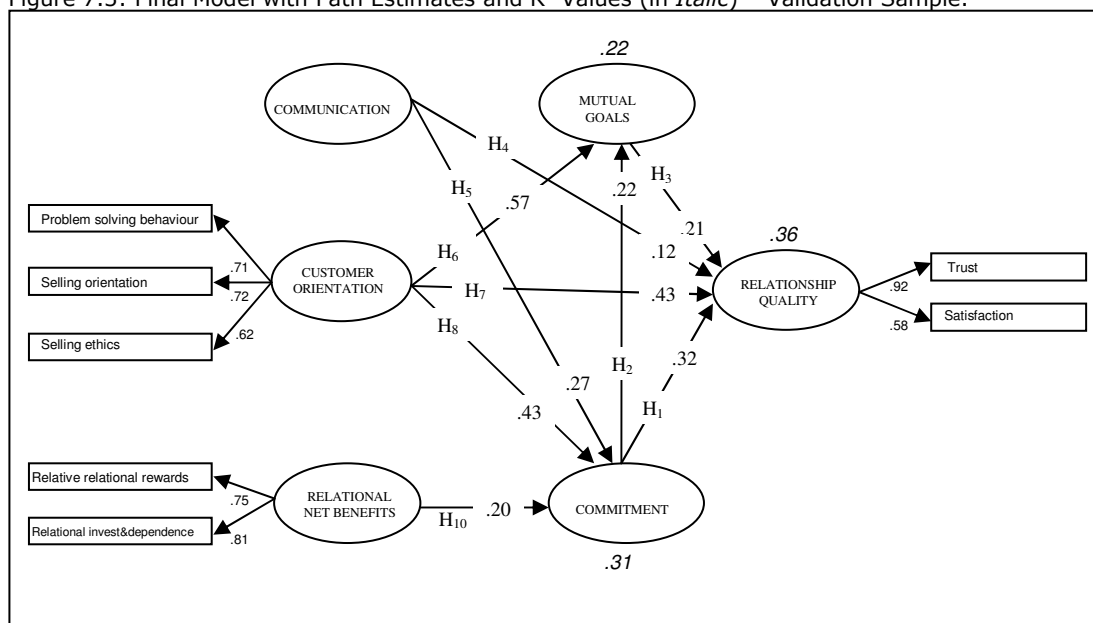 Figure 7.5: Final Model with Path Estimates and R² Values (in Italic) – Validation Sample.
.22
COMMUNICATION
MUTUAL
GOALS
H4
H3
H5
.22
.57
.21
.36
Problem solving behaviour
.12
H6
.71
CUSTOMER
ORIENTATION
RELATIONSHIP
QUALITY
Trust
Selling orientation
H7
.43
.92
.72
Satisfaction
.62
H8
.58
Selling ethics
.32
H2
.27
.43
H1
Relative relational rewards
.75
RELATIONAL
NET BENEFITS
.20
COMMITMENT
H10
Relational invest&dependence
.81
.31